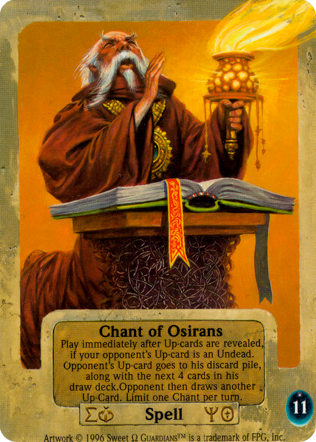 Chant of Osirans
Play immediately after Up-cards are revealed,
if your opponent's Up-card is an Undead.
Opponent's Up-card goes to his discard pile,
along with the next 4 cards in his
draw deck.Opponent then draws another
Up-Card. Limit one Chant per turn.
Spell
11
Artwork © 1996 Sweet Ω GUARDIANS™ is a trademark of FPG, Inc.